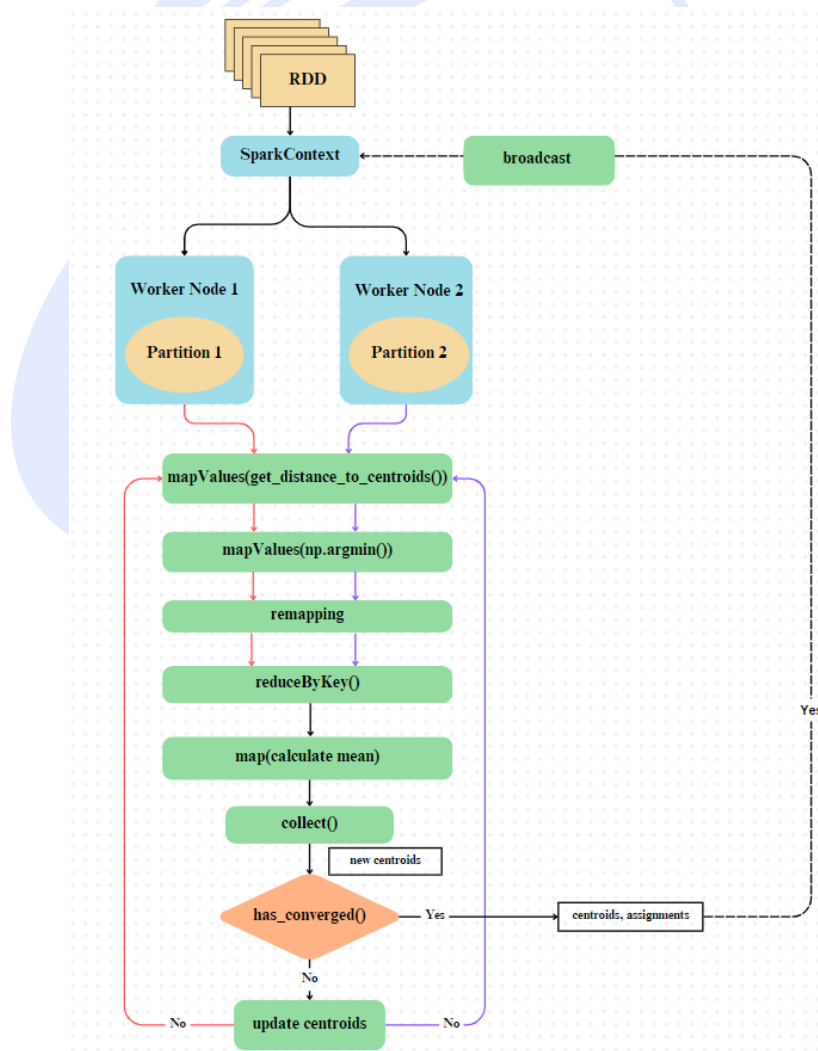 RDD
SparkContext
broadcast
Worker Node 1
Worker Node 2
Partition 1
Partition 2
mapValues(get_distance_to_centroids())
mapValues(np.argmin())
remapping
reduceByKey()
Yes
map(calculate mean)
collect()
new centroids
has_converged()
Yes
centroids, assignments
No
No
update centroids
No